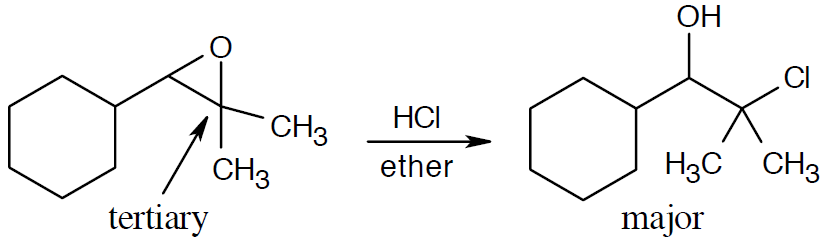 O
CH₃
CH₃
tertiary
HCl
ether
OH
Cl
H₃C
CH₃
major